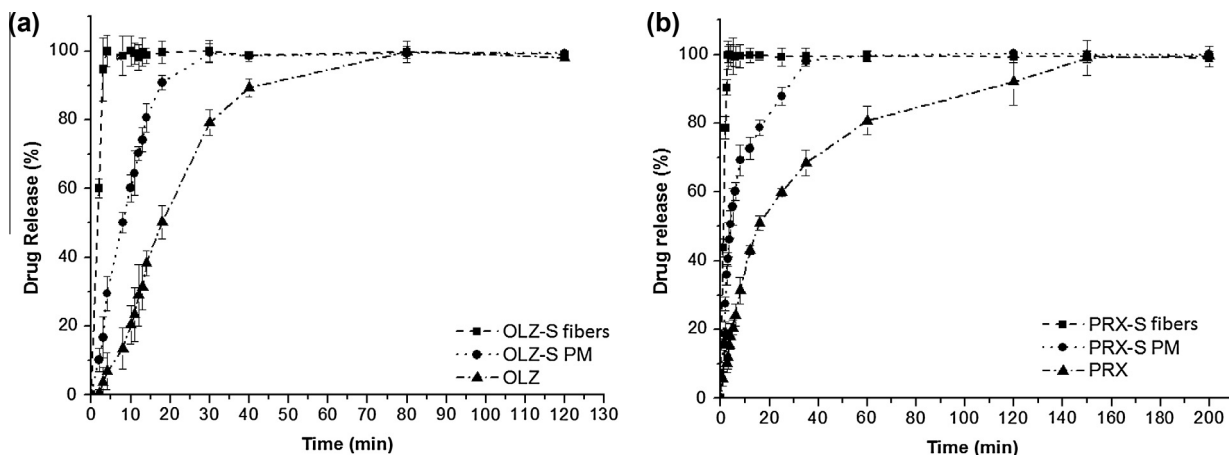 (a)
Drug Release (%)
100
80
60
40
20
0
OLZ-S fibers
OLZ-S PM
OLZ
0 10 20 30 40 50 60 70 80 90 100 110 120 130
Time (min)
(b)
Drug release (%)
100
80
60
40
20
0
PRX-S fibers
PRX-S PM
PRX
0 20 40 60 80 100 120 140 160 180 200
Time (min)